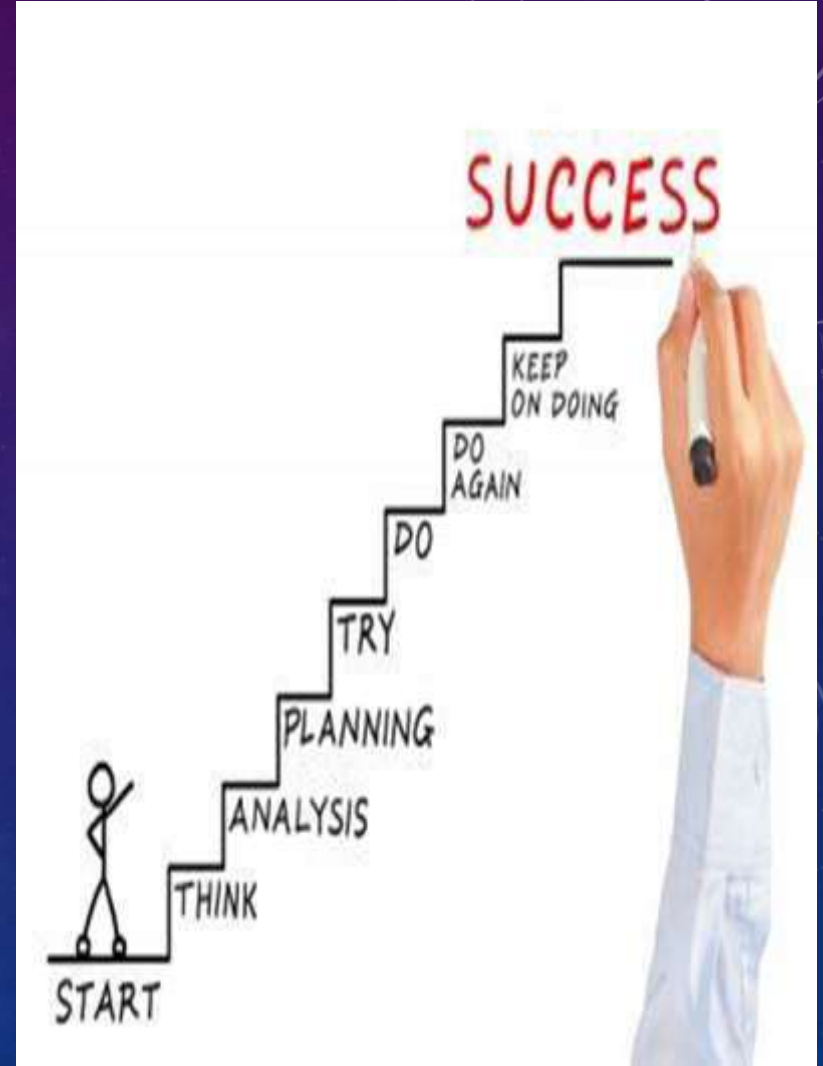 SUCCESS
KEEP
ON DOING
DO
AGAIN
DO
TRY
PLANNING
ANALYSIS
THINK
START